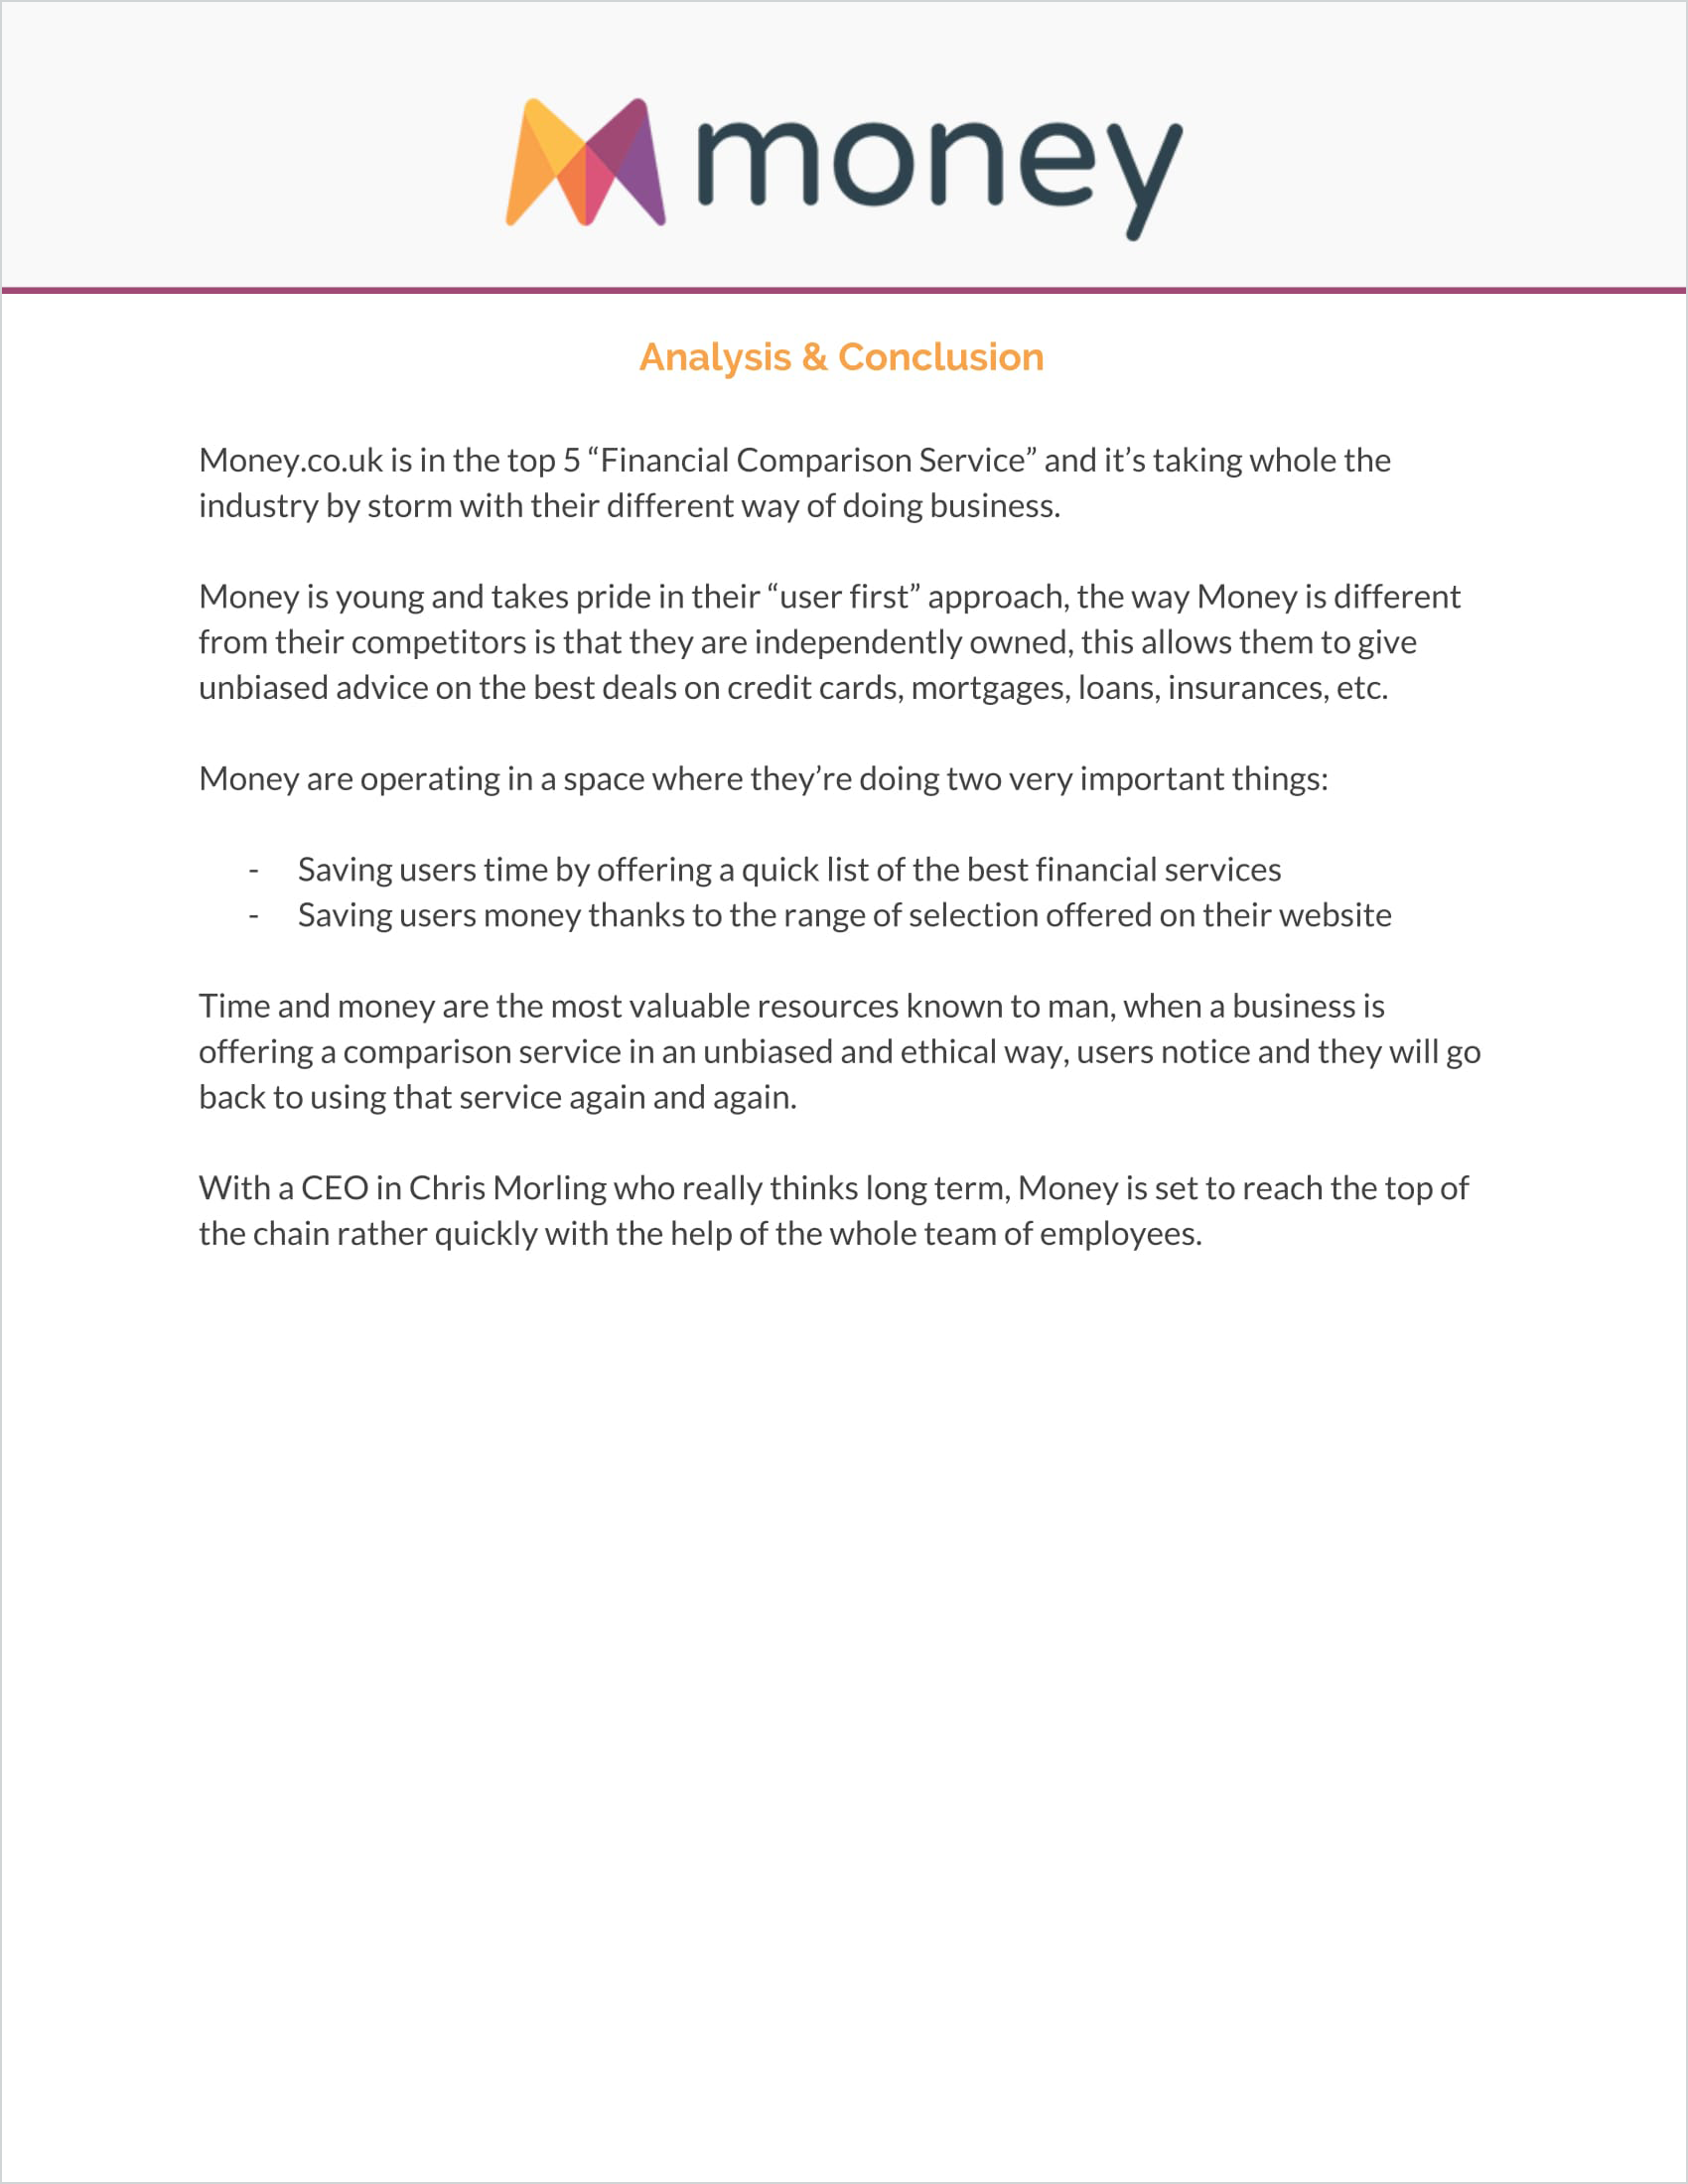 money
Analysis & Conclusion
Money.co.uk is in the top 5 “Financial Comparison Service” and it’s taking whole the
industry by storm with their different way of doing business.
Money is young and takes pride in their “user first” approach, the way Money is different
from their competitors is that they are independently owned, this allows them to give
unbiased advice on the best deals on credit cards, mortgages, loans, insurances, etc.
Money are operating in a space where they’re doing two very important things:
- Saving users time by offering a quick list of the best financial services
- Saving users money thanks to the range of selection offered on their website
Time and money are the most valuable resources known to man, when a business is
offering a comparison service in an unbiased and ethical way, users notice and they will go
back to using that service again and again.
With a CEO in Chris Morling who really thinks long term, Money is set to reach the top of
the chain rather quickly with the help of the whole team of employees.